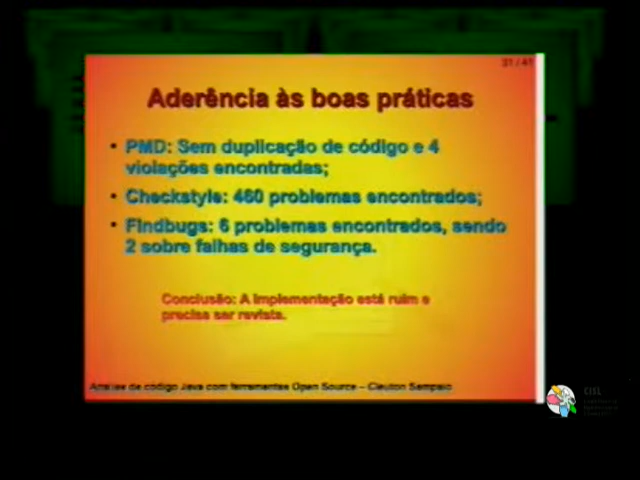 31 / 41
Aderência às boas práticas
• PMD: Sem duplicação de código e 4
violações encontradas;
• Checkstyle: 460 problemas encontrados;
• Findbugs: 6 problemas encontrados, sendo
2 sobre falhas de segurança.
Conclusão: A implementação está ruim e
precisa ser revista.
Análise de código Java com ferramentas Open Source – Cleuton Sampaio
CISL